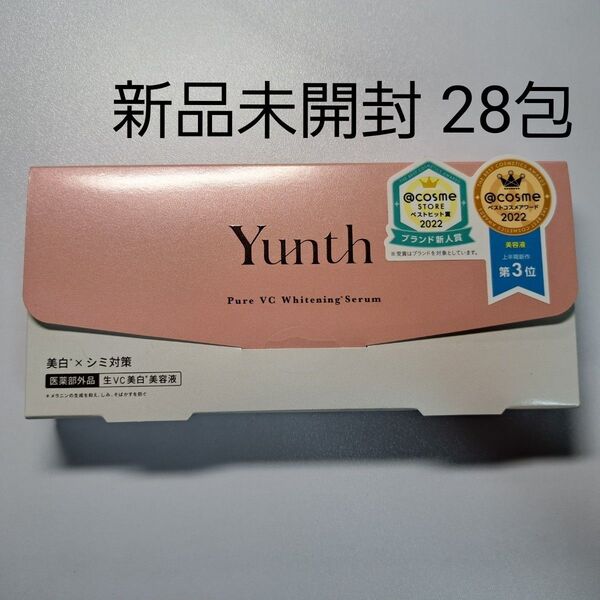 新品未開封 28包
@cosme
STORE
ベストヒット賞
2022
ブランド新人賞
※受賞はブランドを対象としています。
@cosme
ベストコスメアワード
2022
美容液
上半期新作
第3位
Yunth
Pure VC Whitening* Serum
美白*×シミ対策
医薬部外品 生VC美白*美容液
*メラニンの生成を抑え、しみ、そばかすを防ぐ